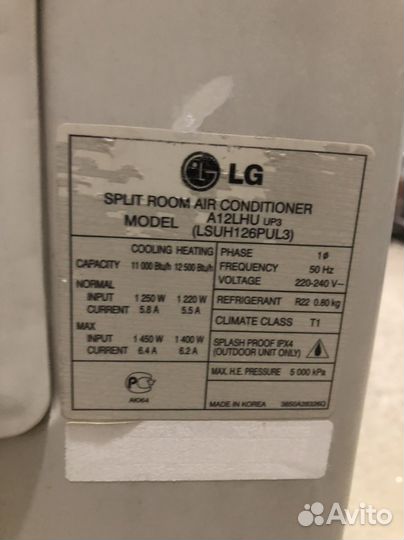 LG
SPLIT ROOM AIR CONDITIONER
MODEL A12LHU UP3
(LSUH126PUL3)
COOLING HEATING
CAPACITY 11 000 Btu/h 12 500 Btu/h
NORMAL
INPUT 1 250 W 1 220 W
CURRENT 5.8 A 5.5 A
MAX
INPUT 1 450 W 1 400 W
CURRENT 6.4 A 6.2 A
PHASE 1ϕ
FREQUENCY 50 Hz
VOLTAGE 220-240 V~
REFRIGERANT R22 0.80 kg
CLIMATE CLASS T1
SPLASH PROOF IPX4
(OUTDOOR UNIT ONLY)
MAX. H.E. PRESSURE 5 000 kPa
АЮ64
MADE IN KOREA 3850A28326Q
Avito